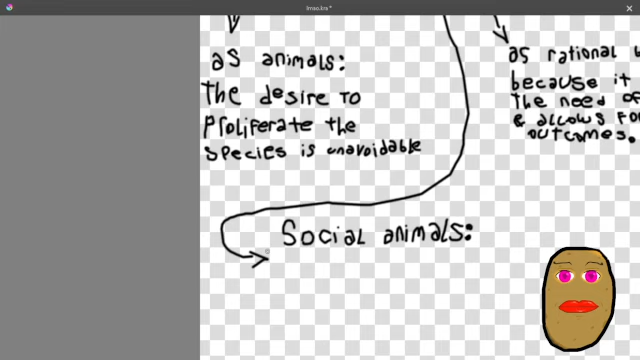 lmao.kra *
as animals:
The desire to
Proliferate the
species is unavoidable
as rational
because it
The need of
& allows for
outcomes.
Social animals: